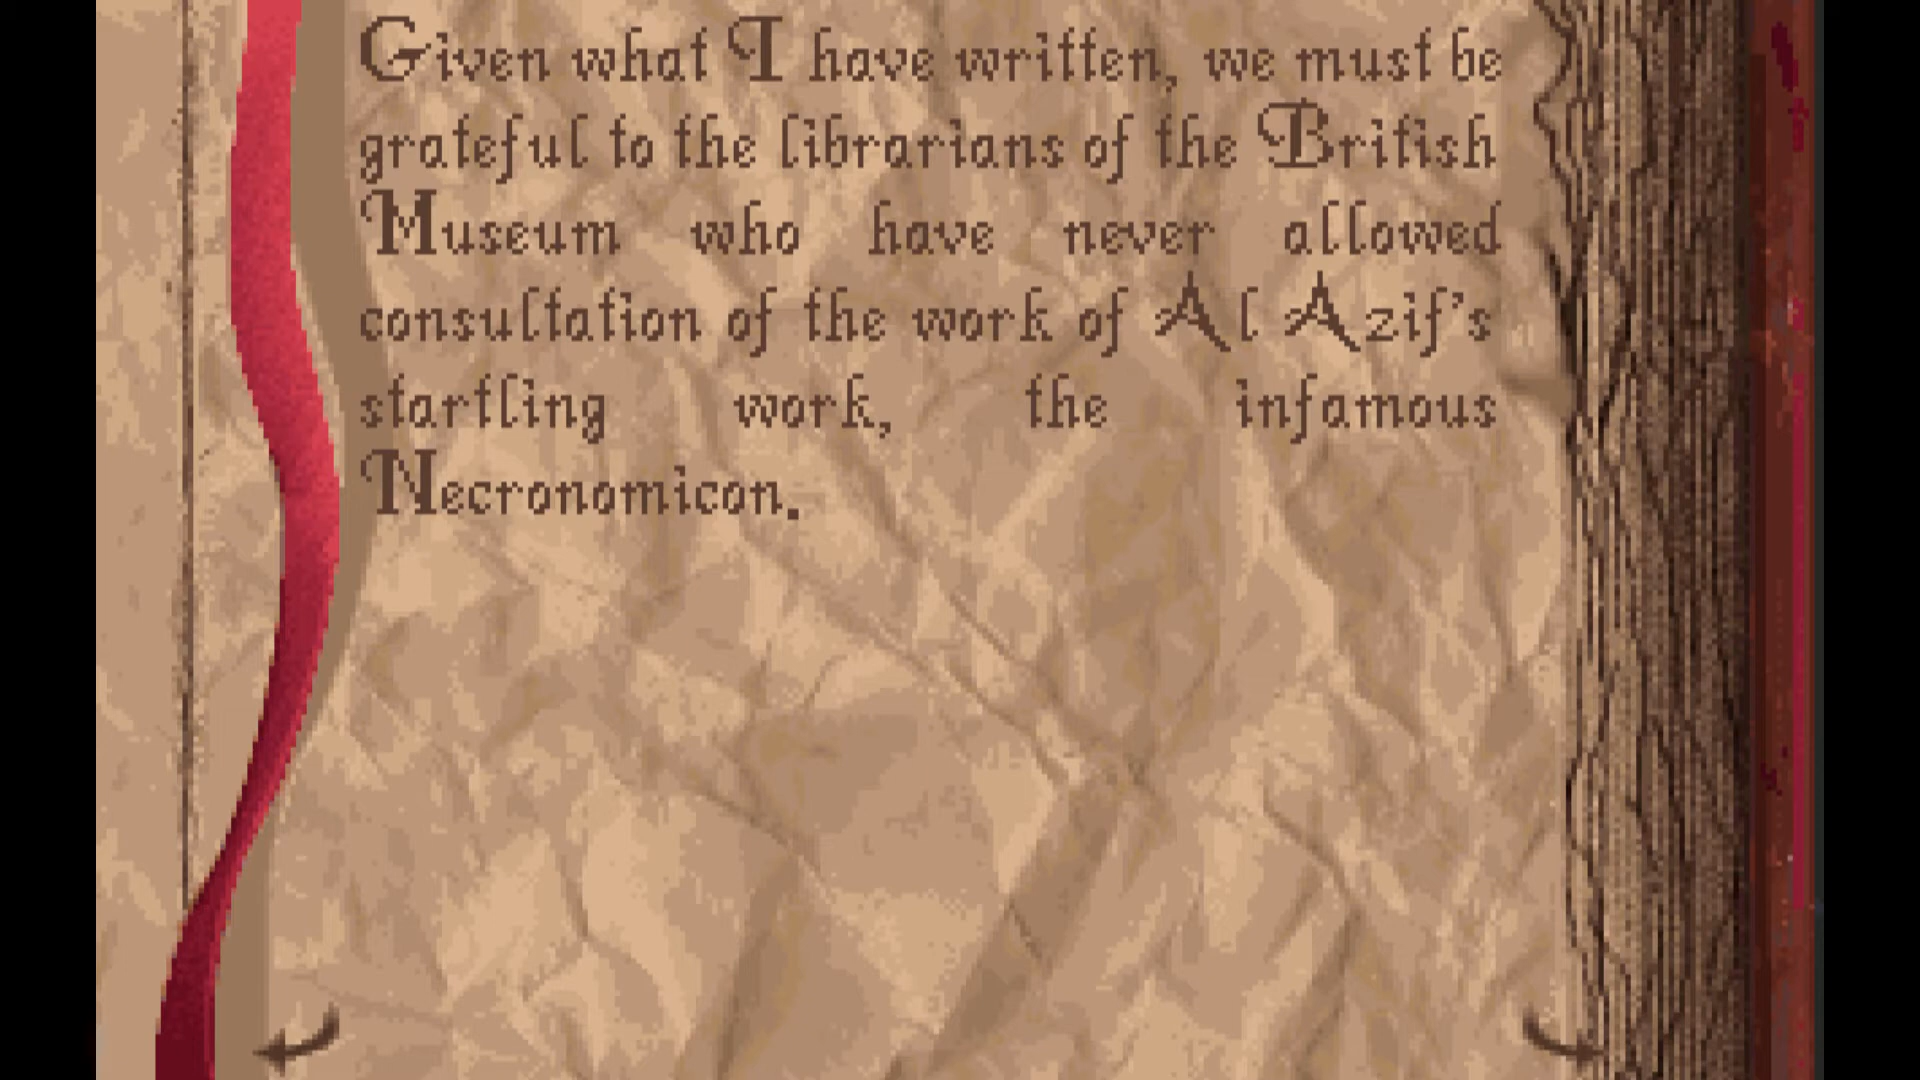 Given what I have written, we must be
grateful to the librarians of the British
Museum who have never allowed
consultation of the work of Al Azif's
startling work, the infamous
Necronomicon.